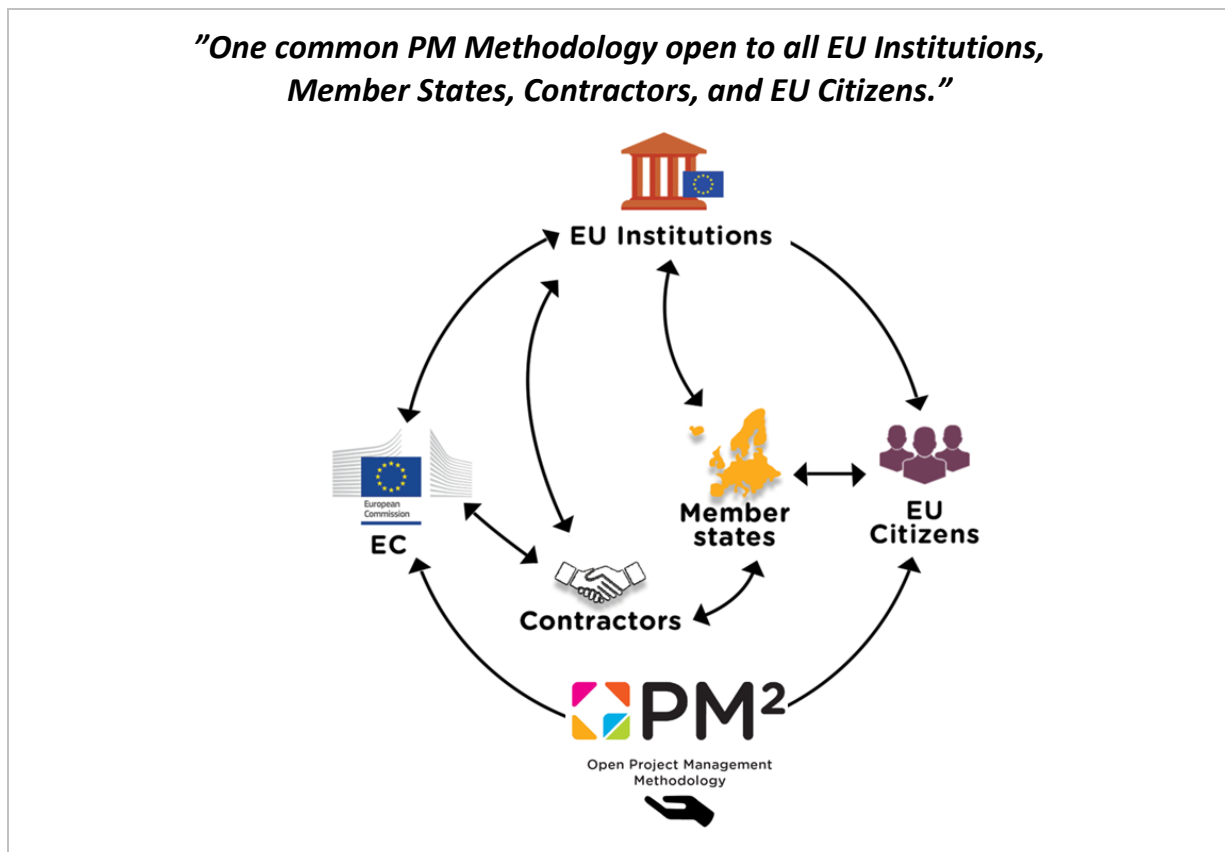 ”One common PM Methodology open to all EU Institutions,
Member States, Contractors, and EU Citizens.”
EU Institutions
European
Commission
EC
Member
states
EU
Citizens
Contractors
PM²
Open Project Management
Methodology